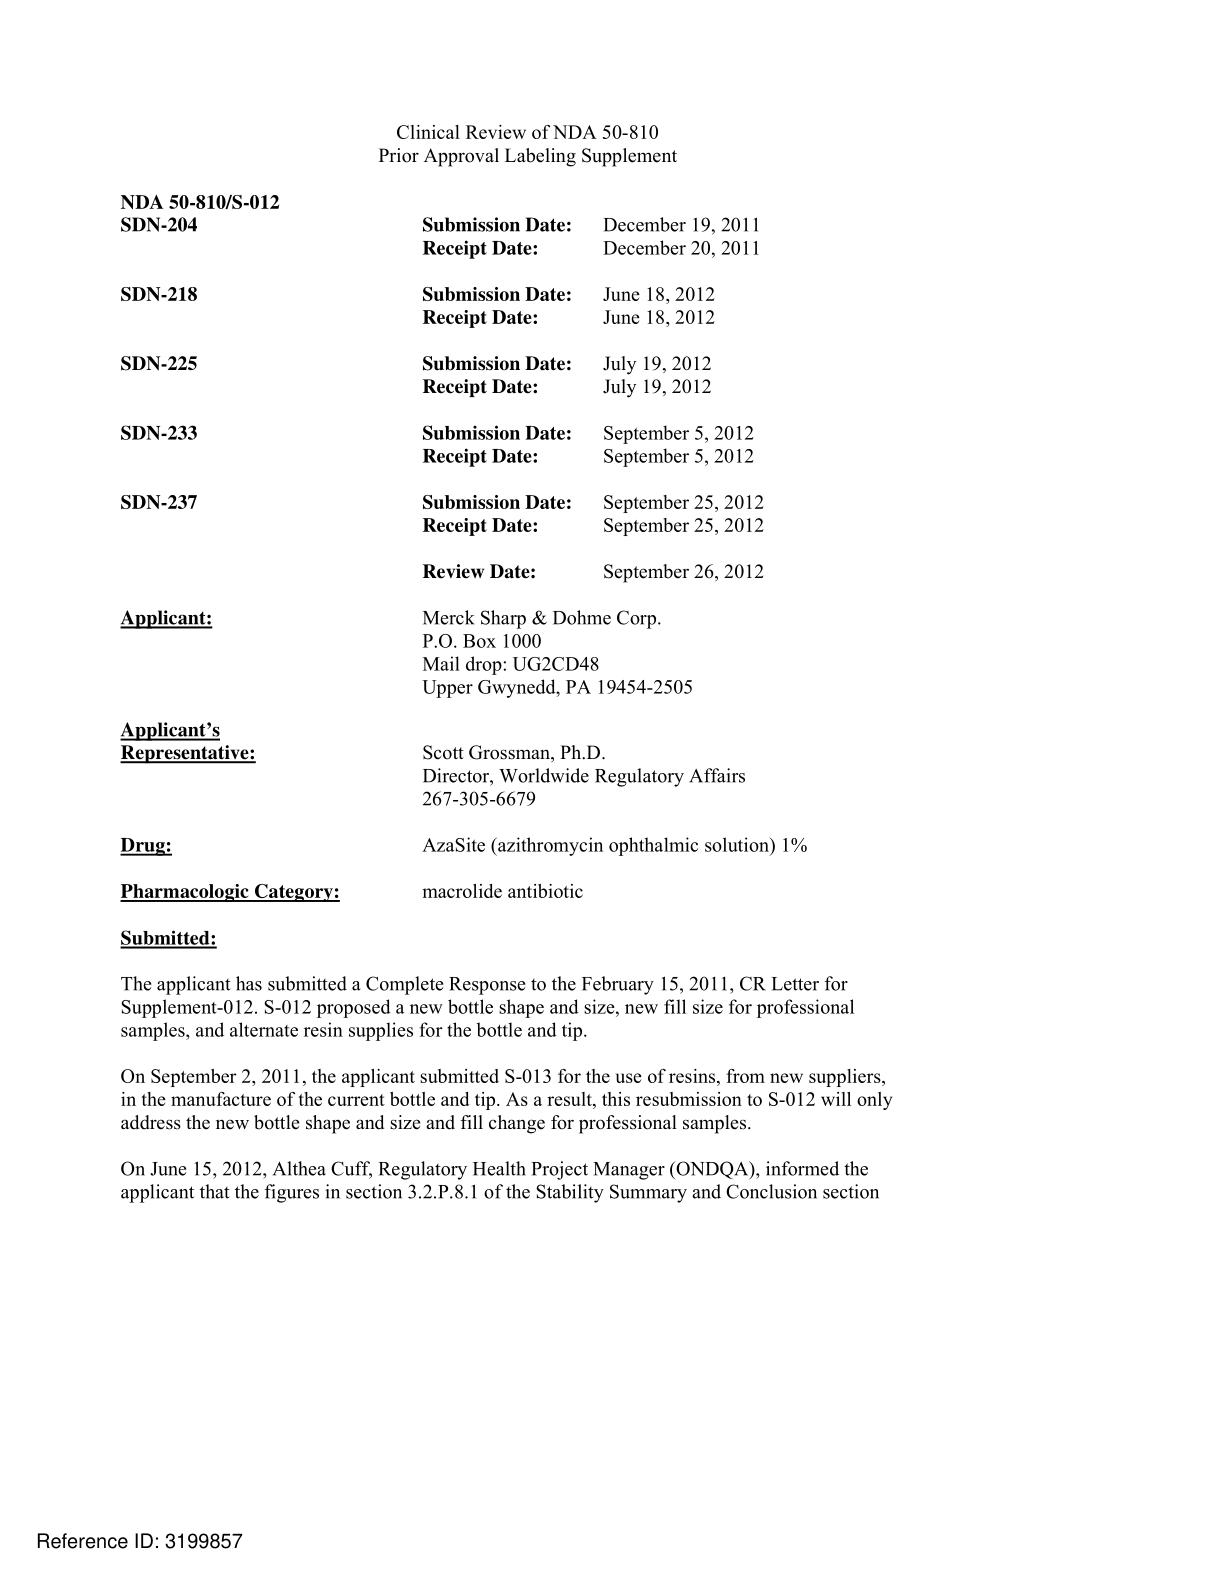 Clinical Review of NDA 50-810
Prior Approval Labeling Supplement
NDA 50-810/S-012
SDN-204 Submission Date: December 19, 2011
Receipt Date: December 20, 2011
SDN-218 Submission Date: June 18, 2012
Receipt Date: June 18, 2012
SDN-225 Submission Date: July 19, 2012
Receipt Date: July 19, 2012
SDN-233 Submission Date: September 5, 2012
Receipt Date: September 5, 2012
SDN-237 Submission Date: September 25, 2012
Receipt Date: September 25, 2012
Review Date: September 26, 2012
Applicant: Merck Sharp & Dohme Corp.
P.O. Box 1000
Mail drop: UG2CD48
Upper Gwynedd, PA 19454-2505
Applicant’s
Representative: Scott Grossman, Ph.D.
Director, Worldwide Regulatory Affairs
267-305-6679
Drug: AzaSite (azithromycin ophthalmic solution) 1%
Pharmacologic Category: macrolide antibiotic
Submitted:
The applicant has submitted a Complete Response to the February 15, 2011, CR Letter for
Supplement-012. S-012 proposed a new bottle shape and size, new fill size for professional
samples, and alternate resin supplies for the bottle and tip.
On September 2, 2011, the applicant submitted S-013 for the use of resins, from new suppliers,
in the manufacture of the current bottle and tip. As a result, this resubmission to S-012 will only
address the new bottle shape and size and fill change for professional samples.
On June 15, 2012, Althea Cuff, Regulatory Health Project Manager (ONDQA), informed the
applicant that the figures in section 3.2.P.8.1 of the Stability Summary and Conclusion section
Reference ID: 3199857